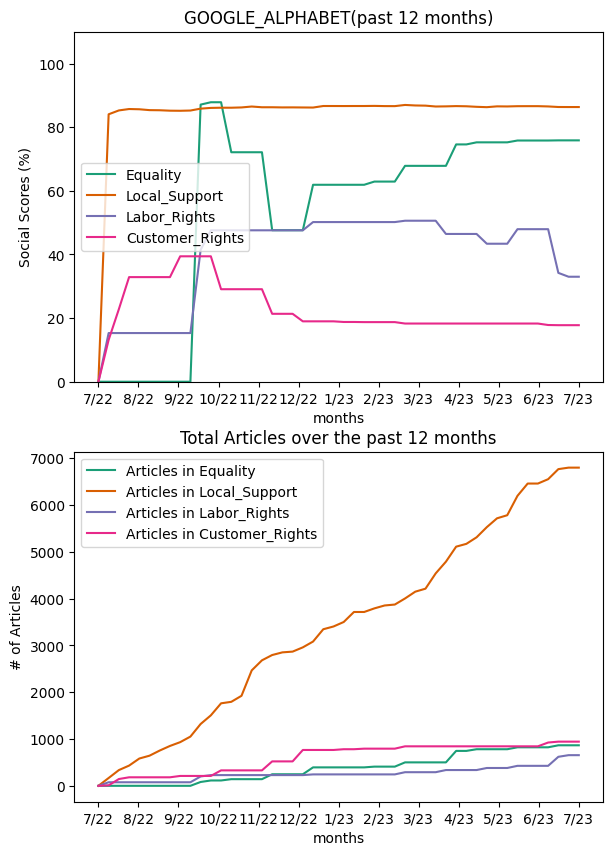 GOOGLE_ALPHABET(past 12 months)
100
80
60
40
20
0
Social Scores (%)
Equality
Local_Support
Labor_Rights
Customer_Rights
7/22 8/22 9/22 10/22 11/22 12/22 1/23 2/23 3/23 4/23 5/23 6/23 7/23
months
Total Articles over the past 12 months
7000
6000
5000
4000
3000
2000
1000
0
# of Articles
Articles in Equality
Articles in Local_Support
Articles in Labor_Rights
Articles in Customer_Rights
7/22 8/22 9/22 10/22 11/22 12/22 1/23 2/23 3/23 4/23 5/23 6/23 7/23
months